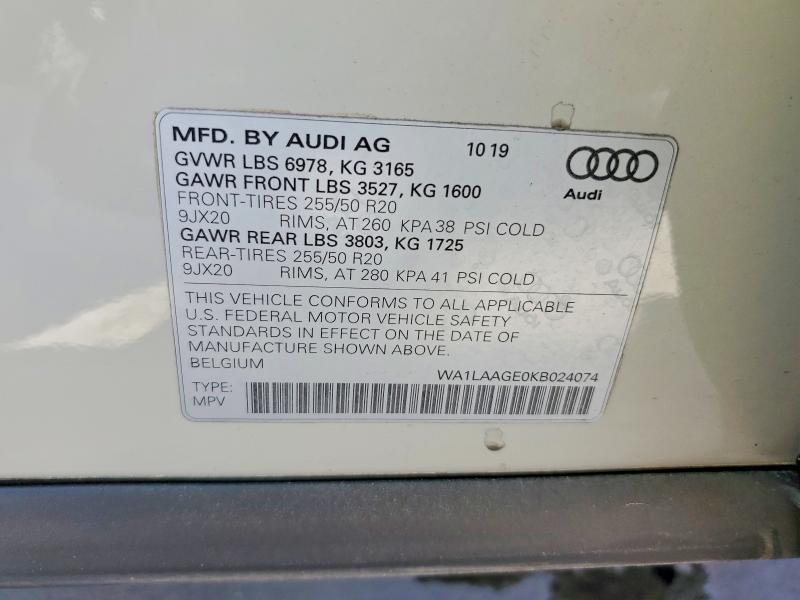 MFD. BY AUDI AG 10 19
GVWR LBS 6978, KG 3165
GAWR FRONT LBS 3527, KG 1600
Audi
FRONT-TIRES 255/50 R20
9JX20 RIMS, AT 260 KPA 38 PSI COLD
GAWR REAR LBS 3803, KG 1725
REAR-TIRES 255/50 R20
9JX20 RIMS, AT 280 KPA 41 PSI COLD
THIS VEHICLE CONFORMS TO ALL APPLICABLE
U.S. FEDERAL MOTOR VEHICLE SAFETY
STANDARDS IN EFFECT ON THE DATE OF
MANUFACTURE SHOWN ABOVE.
BELGIUM
WA1LAAGE0KB024074
TYPE:
MPV